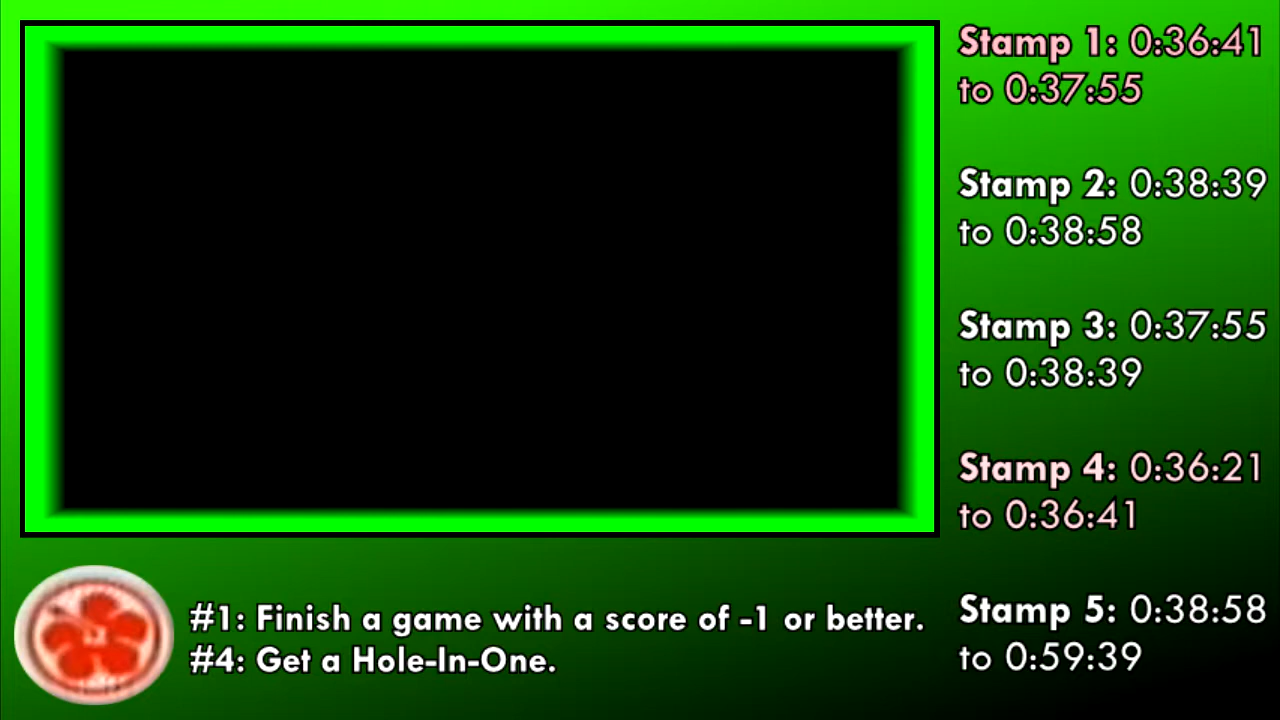 Stamp 1: 0:36:41
to 0:37:55
Stamp 2: 0:38:39
to 0:38:58
Stamp 3: 0:37:55
to 0:38:39
Stamp 4: 0:36:21
to 0:36:41
Stamp 5: 0:38:58
to 0:59:39
#1: Finish a game with a score of -1 or better.
#4: Get a Hole-In-One.